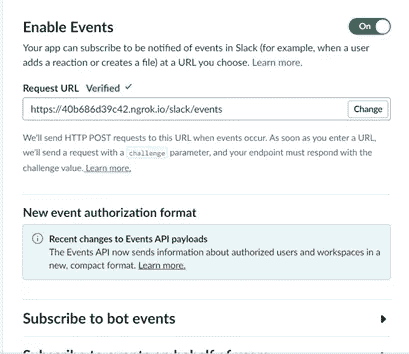 Enable Events
On
Your app can subscribe to be notified of events in Slack (for example, when a user
adds a reaction or creates a file) at a URL you choose. Learn more.
Request URL Verified ✓
https://40b686d39c42.ngrok.io/slack/events
Change
We'll send HTTP POST requests to this URL when events occur. As soon as you enter a URL,
we'll send a request with a challenge parameter, and your endpoint must respond with the
challenge value. Learn more.
New event authorization format
Recent changes to Events API payloads
The Events API now sends information about authorized users and workspaces in a
new, compact format. Learn more.
Subscribe to bot events